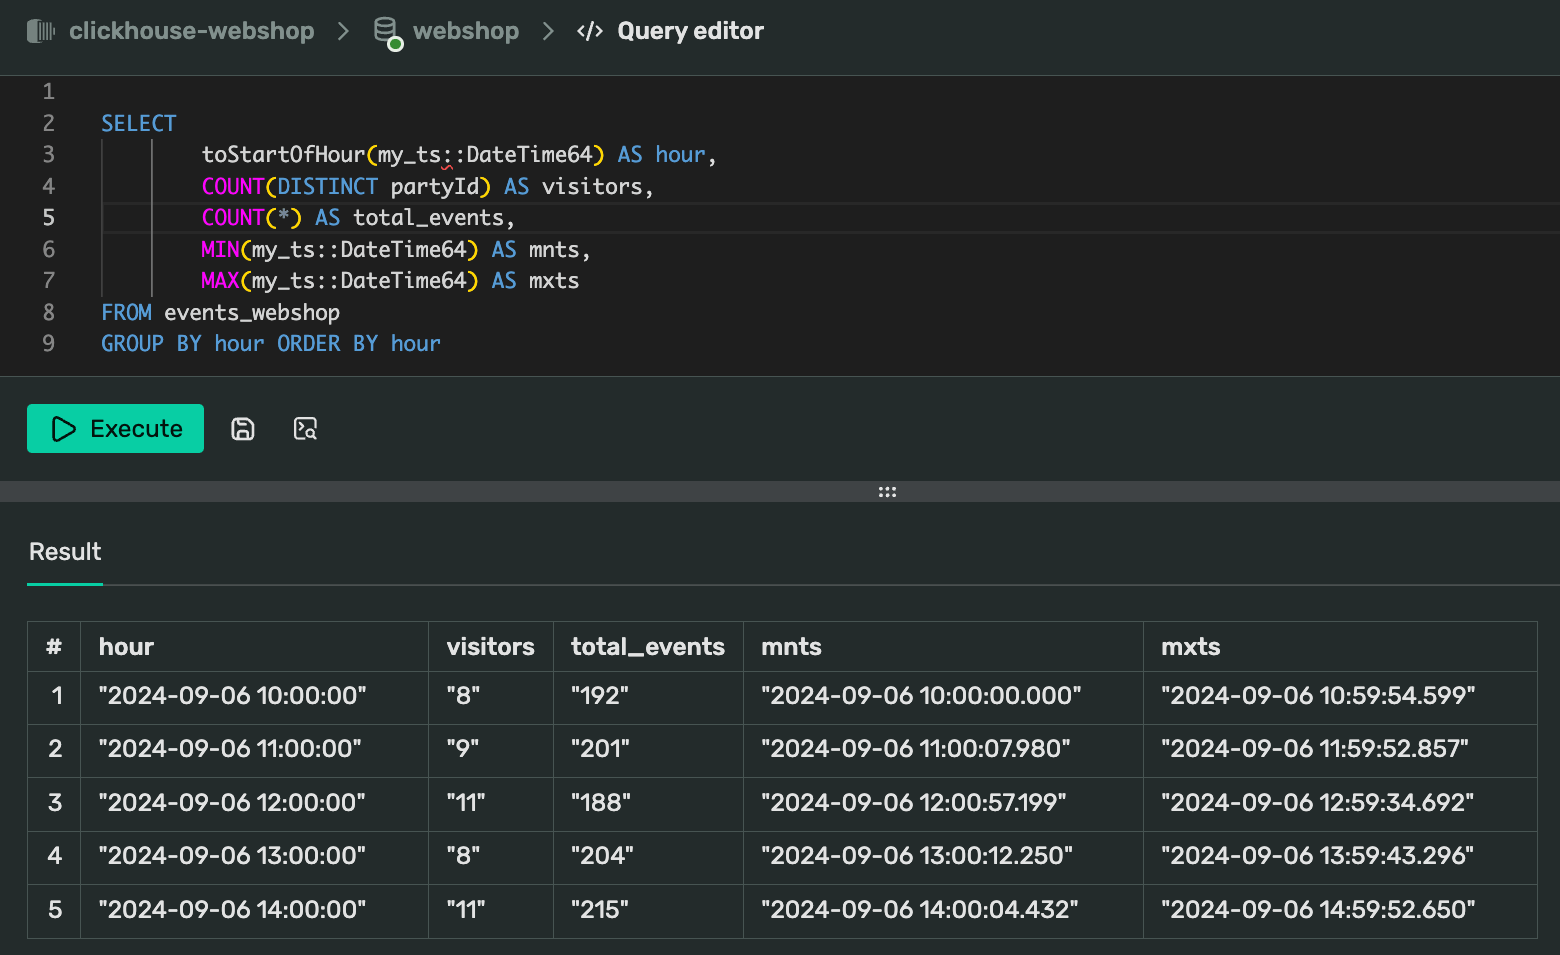 clickhouse-webshop > webshop > </> Query editor
1
2 SELECT
3 toStartOfHour(my_ts::DateTime64) AS hour,
4 COUNT(DISTINCT partyId) AS visitors,
5 COUNT(*) AS total_events,
6 MIN(my_ts::DateTime64) AS mnts,
7 MAX(my_ts::DateTime64) AS mxts
8 FROM events_webshop
9 GROUP BY hour ORDER BY hour
Execute
Result
# hour visitors total_events mnts mxts
1 "2024-09-06 10:00:00" "8" "192" "2024-09-06 10:00:00.000" "2024-09-06 10:59:54.599"
2 "2024-09-06 11:00:00" "9" "201" "2024-09-06 11:00:07.980" "2024-09-06 11:59:52.857"
3 "2024-09-06 12:00:00" "11" "188" "2024-09-06 12:00:57.199" "2024-09-06 12:59:34.692"
4 "2024-09-06 13:00:00" "8" "204" "2024-09-06 13:00:12.250" "2024-09-06 13:59:43.296"
5 "2024-09-06 14:00:00" "11" "215" "2024-09-06 14:00:04.432" "2024-09-06 14:59:52.650"